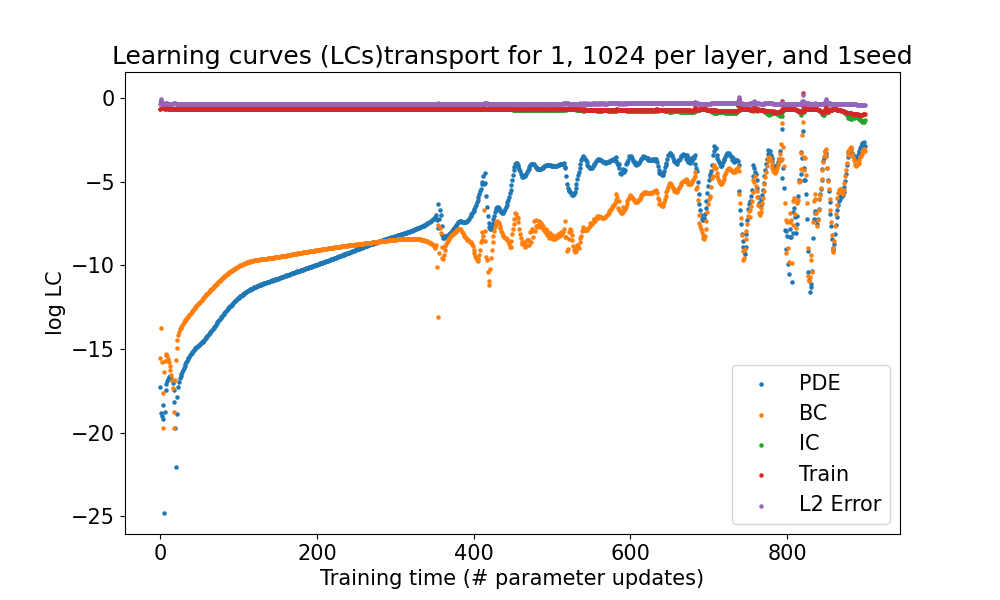 Learning curves (LCs)transport for 1, 1024 per layer, and 1seed
log LC
0
−5
−10
−15
−20
−25
PDE
BC
IC
Train
L2 Error
0 200 400 600 800
Training time (# parameter updates)